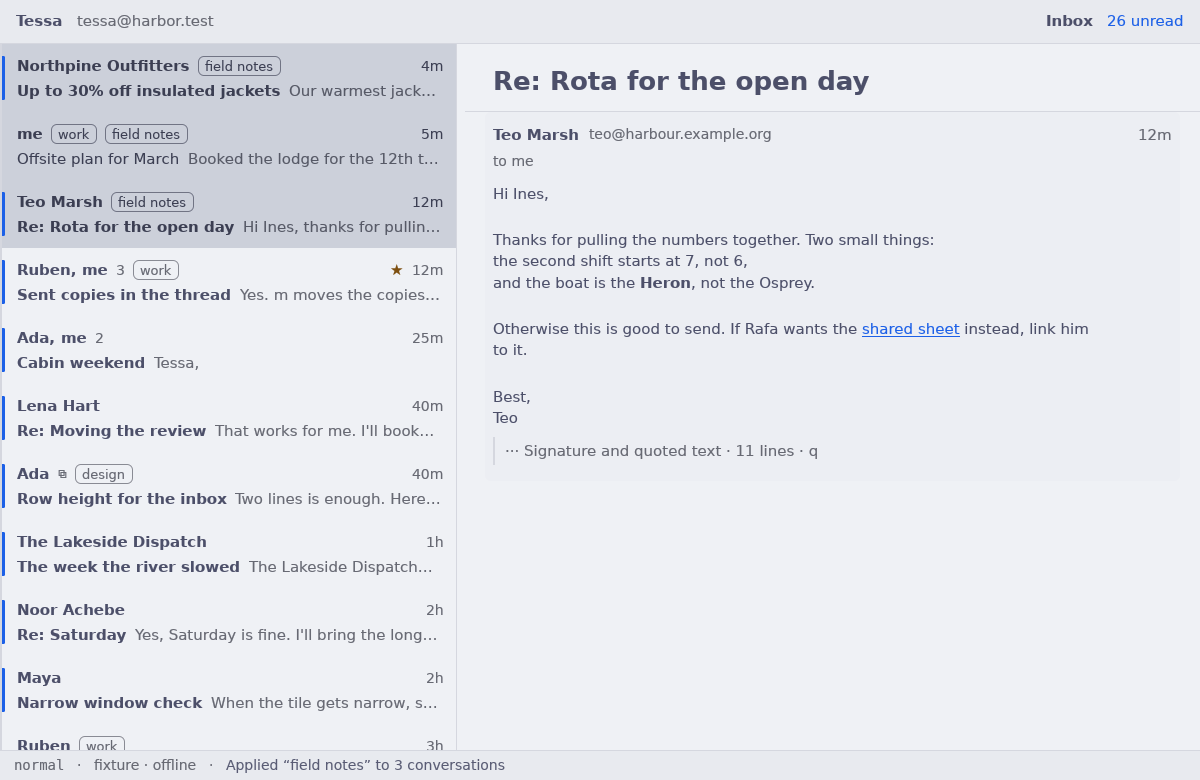 Tessa tessa@harbor.test
Inbox 26 unread
Northpine Outfitters field notes 4m
Up to 30% off insulated jackets Our warmest jack…
me work field notes 5m
Offsite plan for March Booked the lodge for the 12th t…
Teo Marsh field notes 12m
Re: Rota for the open day Hi Ines, thanks for pullin…
Ruben, me 3 work ★ 12m
Sent copies in the thread Yes. m moves the copies…
Ada, me 2 25m
Cabin weekend Tessa,
Lena Hart 40m
Re: Moving the review That works for me. I'll book…
Ada design 40m
Row height for the inbox Two lines is enough. Here…
The Lakeside Dispatch 1h
The week the river slowed The Lakeside Dispatch…
Noor Achebe 2h
Re: Saturday Yes, Saturday is fine. I'll bring the long…
Maya 2h
Narrow window check When the tile gets narrow, s…
Ruben work 3h
Re: Rota for the open day
Teo Marsh teo@harbour.example.org 12m
to me
Hi Ines,
Thanks for pulling the numbers together. Two small things:
the second shift starts at 7, not 6,
and the boat is the Heron, not the Osprey.
Otherwise this is good to send. If Rafa wants the shared sheet instead, link him
to it.
Best,
Teo
··· Signature and quoted text · 11 lines · q
normal · fixture · offline · Applied “field notes” to 3 conversations